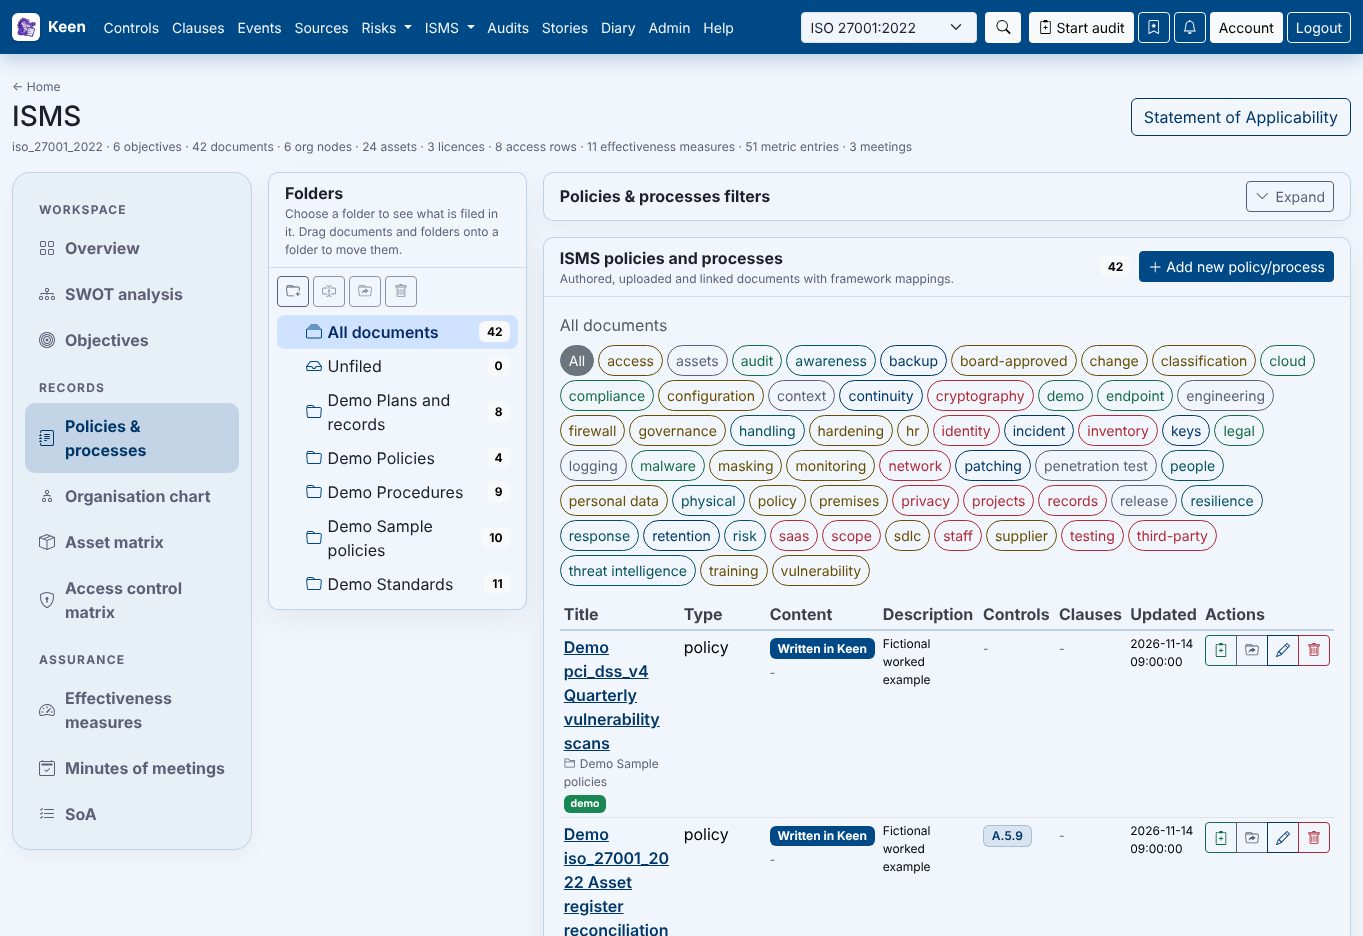 Keen Controls Clauses Events Sources Risks ISMS Audits Stories Diary Admin Help ISO 27001:2022 Start audit Account Logout
← Home
ISMS
Statement of Applicability
iso_27001_2022 · 6 objectives · 42 documents · 6 org nodes · 24 assets · 3 licences · 8 access rows · 11 effectiveness measures · 51 metric entries · 3 meetings
WORKSPACE
Overview
SWOT analysis
Objectives
RECORDS
Policies &
processes
Organisation chart
Asset matrix
Access control
matrix
ASSURANCE
Effectiveness
measures
Minutes of meetings
SoA
Folders
Choose a folder to see what is filed in
it. Drag documents and folders onto a
folder to move them.
All documents 42
Unfiled 0
Demo Plans and
records 8
Demo Policies 4
Demo Procedures 9
Demo Sample
policies 10
Demo Standards 11
Policies & processes filters
Expand
ISMS policies and processes
Authored, uploaded and linked documents with framework mappings.
42
+ Add new policy/process
All documents
All access assets audit awareness backup board-approved change classification cloud
compliance configuration context continuity cryptography demo endpoint engineering
firewall governance handling hardening hr identity incident inventory keys legal
logging malware masking monitoring network patching penetration test people
personal data physical policy premises privacy projects records release resilience
response retention risk saas scope sdlc staff supplier testing third-party
threat intelligence training vulnerability
Title Type Content Description Controls Clauses Updated Actions
Demo
pci_dss_v4
Quarterly
vulnerability
scans
Demo Sample
policies
demo
policy
Written in Keen
-
Fictional
worked
example
-
-
2026-11-14
09:00:00
Demo
iso_27001_20
22 Asset
register
reconciliation
policy
Written in Keen
-
Fictional
worked
example
A.5.9
-
2026-11-14
09:00:00